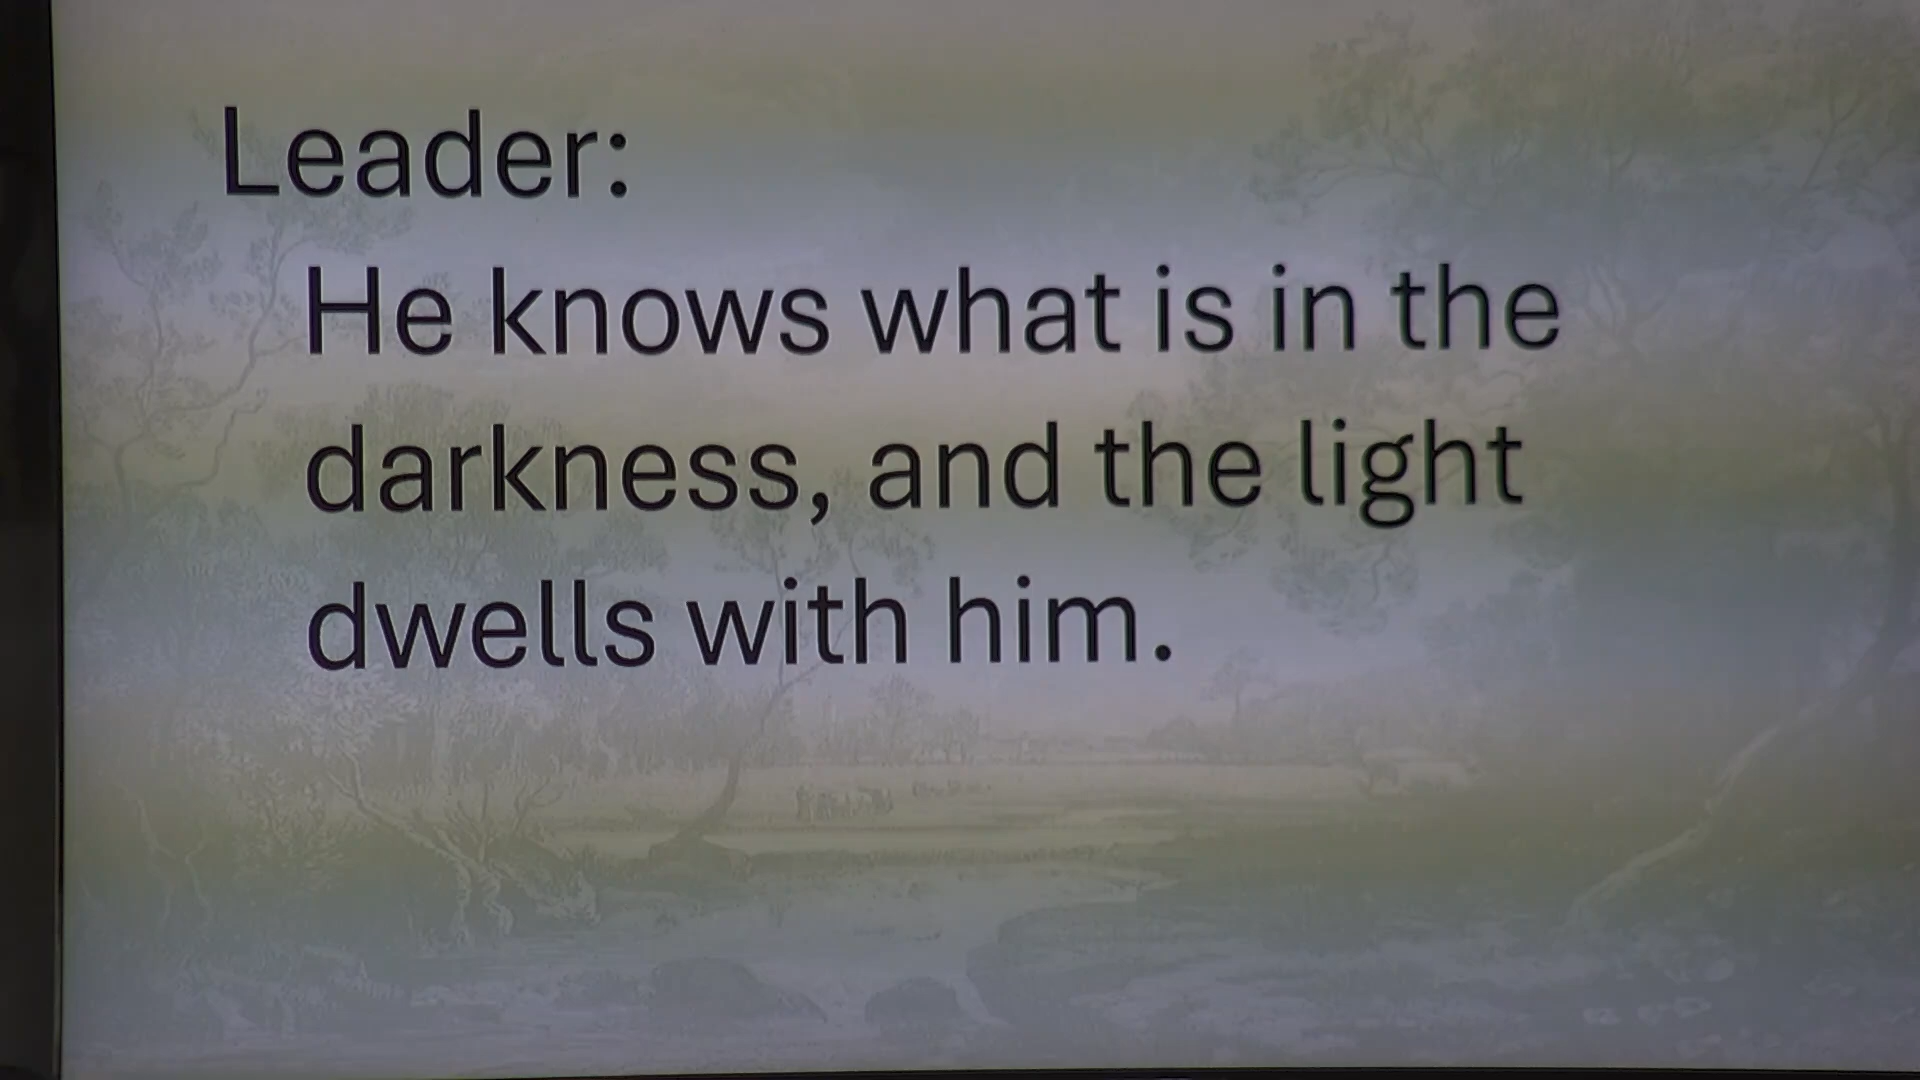 Leader:
He knows what is in the
darkness, and the light
dwells with him.